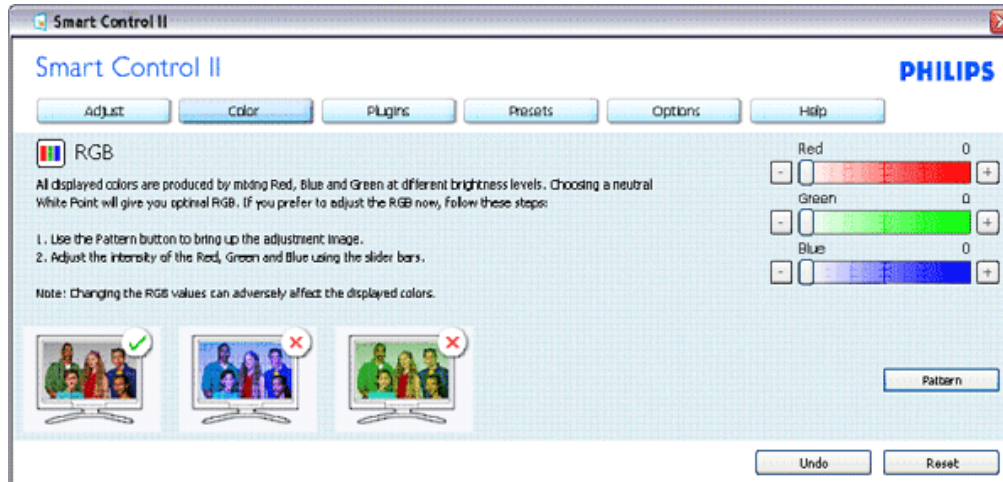 Smart Control II
Smart Control II
PHILIPS
Adjust Color Plugins Presets Options Help
RGB
All displayed colors are produced by mixing Red, Blue and Green at different brightness levels. Choosing a neutral
White Point will give you optimal RGB. If you prefer to adjust the RGB now, follow these steps:
1. Use the Pattern button to bring up the adjustment image.
2. Adjust the intensity of the Red, Green and Blue using the slider bars.
Note: Changing the RGB values can adversely affect the displayed colors.
Red 0
- +
Green 0
- +
Blue 0
- +
Pattern
Undo Reset